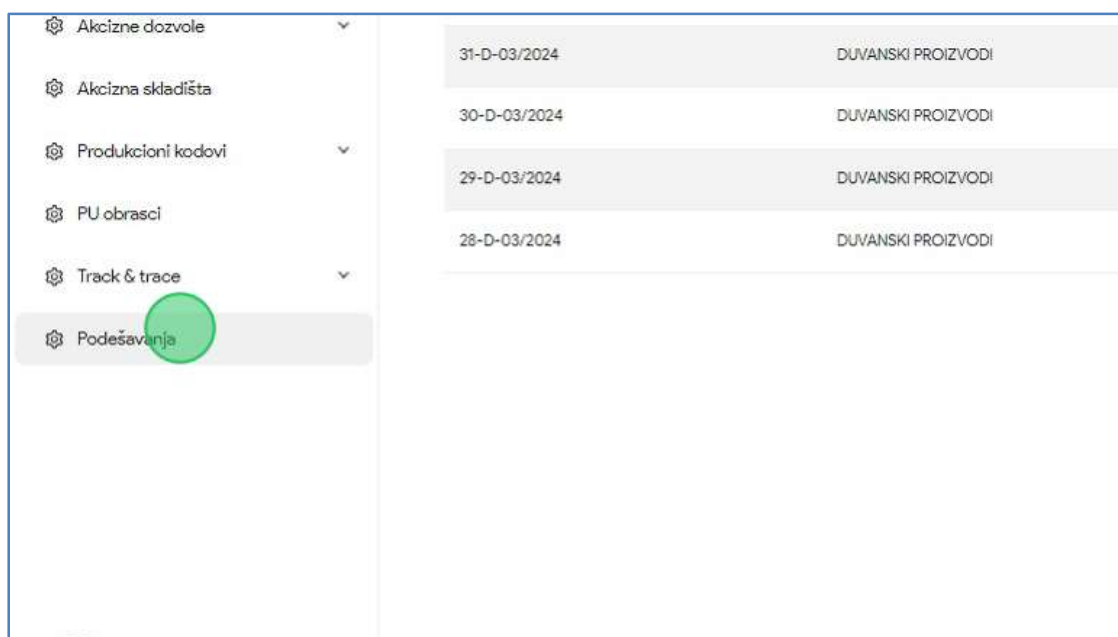 Akcizne dozvole
Akcizna skladišta
Produkcioni kodovi
PU obrasci
Track & trace
Podešavanja
31-D-03/2024 DUVANSKI PROIZVODI
30-D-03/2024 DUVANSKI PROIZVODI
29-D-03/2024 DUVANSKI PROIZVODI
28-D-03/2024 DUVANSKI PROIZVODI